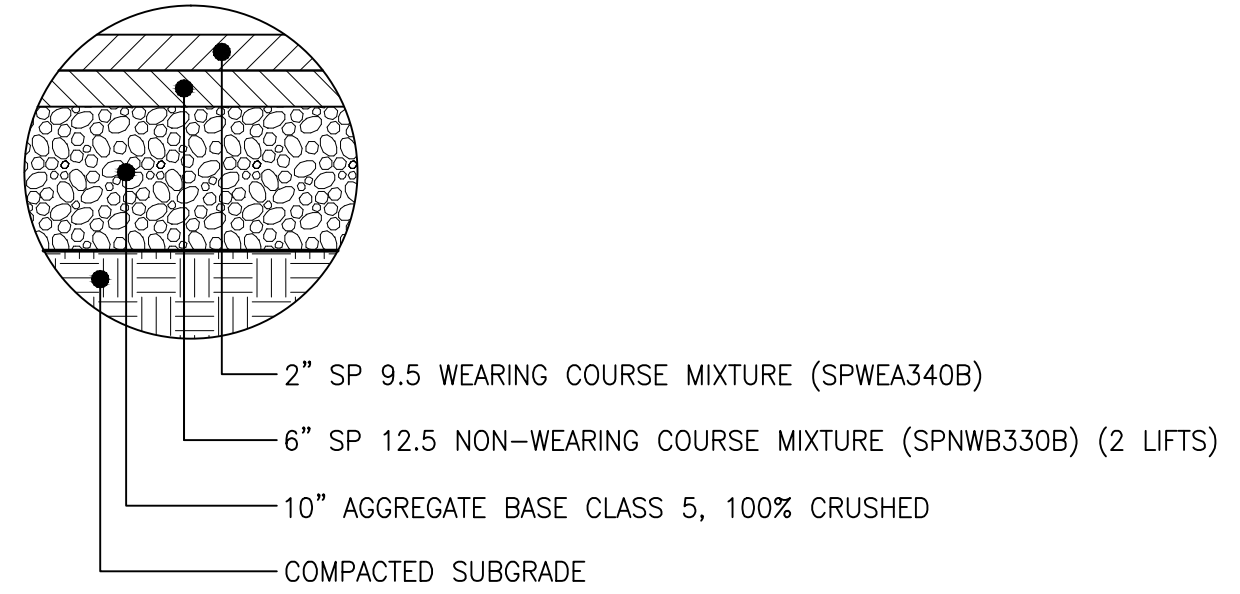 2” SP 9.5 WEARING COURSE MIXTURE (SPWEA340B)
6” SP 12.5 NON-WEARING COURSE MIXTURE (SPNWB330B) (2 LIFTS)
10” AGGREGATE BASE CLASS 5, 100% CRUSHED
COMPACTED SUBGRADE